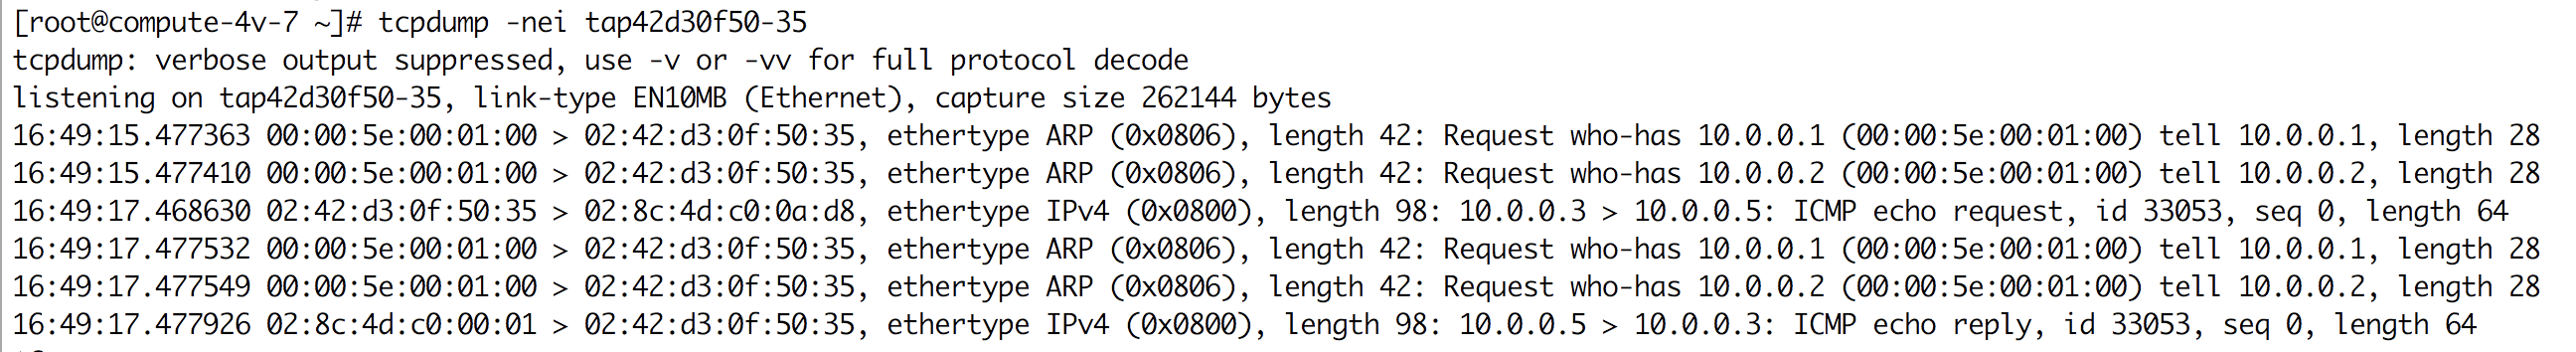 [root@compute-4v-7 ~]# tcpdump -nei tap42d30f50-35
tcpdump: verbose output suppressed, use -v or -vv for full protocol decode
listening on tap42d30f50-35, link-type EN10MB (Ethernet), capture size 262144 bytes
16:49:15.477363 00:00:5e:00:01:00 > 02:42:d3:0f:50:35, ethertype ARP (0x0806), length 42: Request who-has 10.0.0.1 (00:00:5e:00:01:00) tell 10.0.0.1, length 28
16:49:15.477410 00:00:5e:00:01:00 > 02:42:d3:0f:50:35, ethertype ARP (0x0806), length 42: Request who-has 10.0.0.2 (00:00:5e:00:01:00) tell 10.0.0.2, length 28
16:49:17.468630 02:42:d3:0f:50:35 > 02:8c:4d:c0:0a:d8, ethertype IPv4 (0x0800), length 98: 10.0.0.3 > 10.0.0.5: ICMP echo request, id 33053, seq 0, length 64
16:49:17.477532 00:00:5e:00:01:00 > 02:42:d3:0f:50:35, ethertype ARP (0x0806), length 42: Request who-has 10.0.0.1 (00:00:5e:00:01:00) tell 10.0.0.1, length 28
16:49:17.477549 00:00:5e:00:01:00 > 02:42:d3:0f:50:35, ethertype ARP (0x0806), length 42: Request who-has 10.0.0.2 (00:00:5e:00:01:00) tell 10.0.0.2, length 28
16:49:17.477926 02:8c:4d:c0:00:01 > 02:42:d3:0f:50:35, ethertype IPv4 (0x0800), length 98: 10.0.0.5 > 10.0.0.3: ICMP echo reply, id 33053, seq 0, length 64